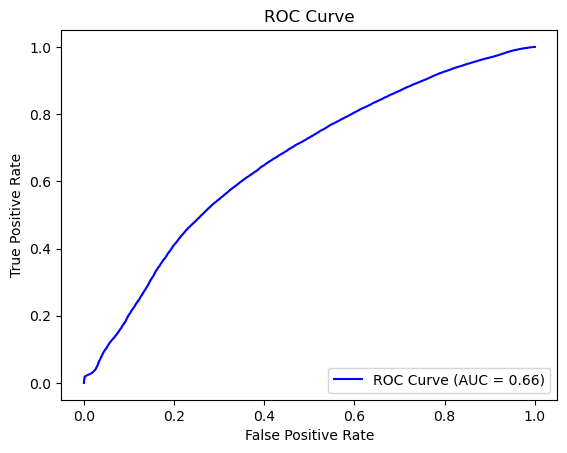 ROC Curve
1.0
0.8
0.6
0.4
0.2
0.0
True Positive Rate
ROC Curve (AUC = 0.66)
0.0 0.2 0.4 0.6 0.8 1.0
False Positive Rate